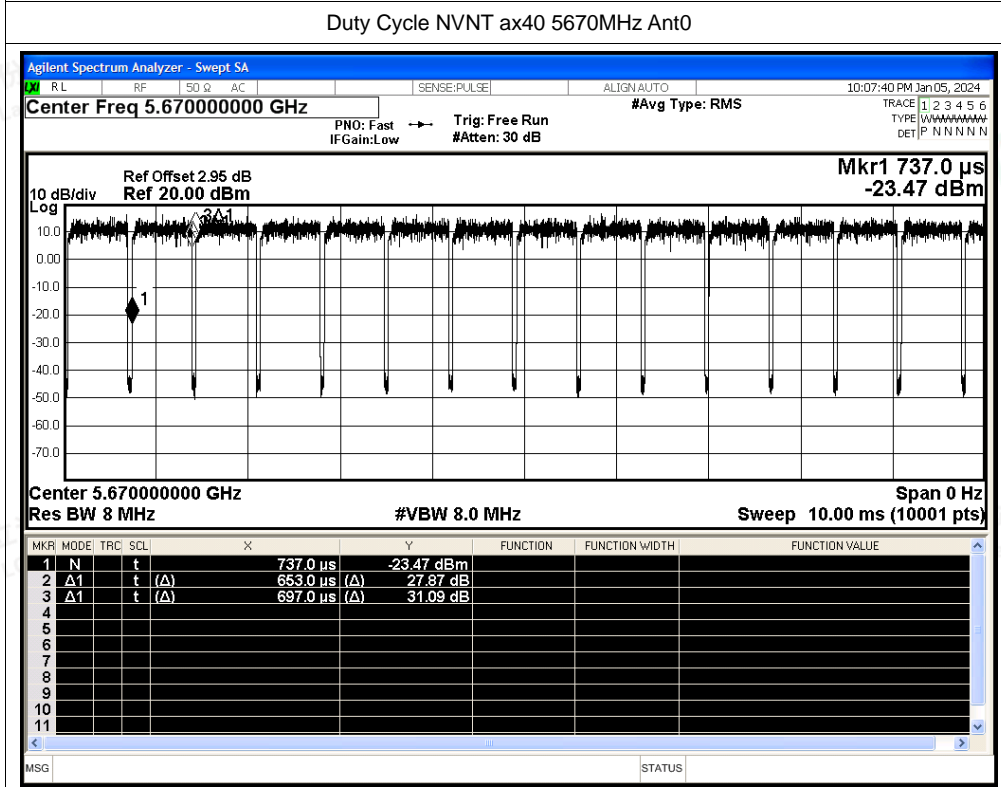 Duty Cycle NVNT ax40 5670MHz Ant0
Agilent Spectrum Analyzer - Swept SA
LXI RL RF 50 Ω AC SENSE:PULSE ALIGN AUTO 10:07:40 PM Jan 05, 2024
Center Freq 5.670000000 GHz #Avg Type: RMS TRACE 1 2 3 4 5 6
PNO: Fast Trig: Free Run TYPE WWWWWW
IFGain:Low #Atten: 30 dB DET P N N N N N
Mkr1 737.0 µs
Ref Offset 2.95 dB
10 dB/div Ref 20.00 dBm -23.47 dBm
Log
3Δ1
10.0
0.00
-10.0
1
-20.0
-30.0
-40.0
-50.0
-60.0
-70.0
Center 5.670000000 GHz Span 0 Hz
Res BW 8 MHz #VBW 8.0 MHz Sweep 10.00 ms (10001 pts)
MKR MODE TRC SCL X Y FUNCTION FUNCTION WIDTH FUNCTION VALUE
1 N t 737.0 µs -23.47 dBm
2 Δ1 t (Δ) 653.0 µs (Δ) 27.87 dB
3 Δ1 t (Δ) 697.0 µs (Δ) 31.09 dB
4
5
6
7
8
9
10
11
MSG STATUS